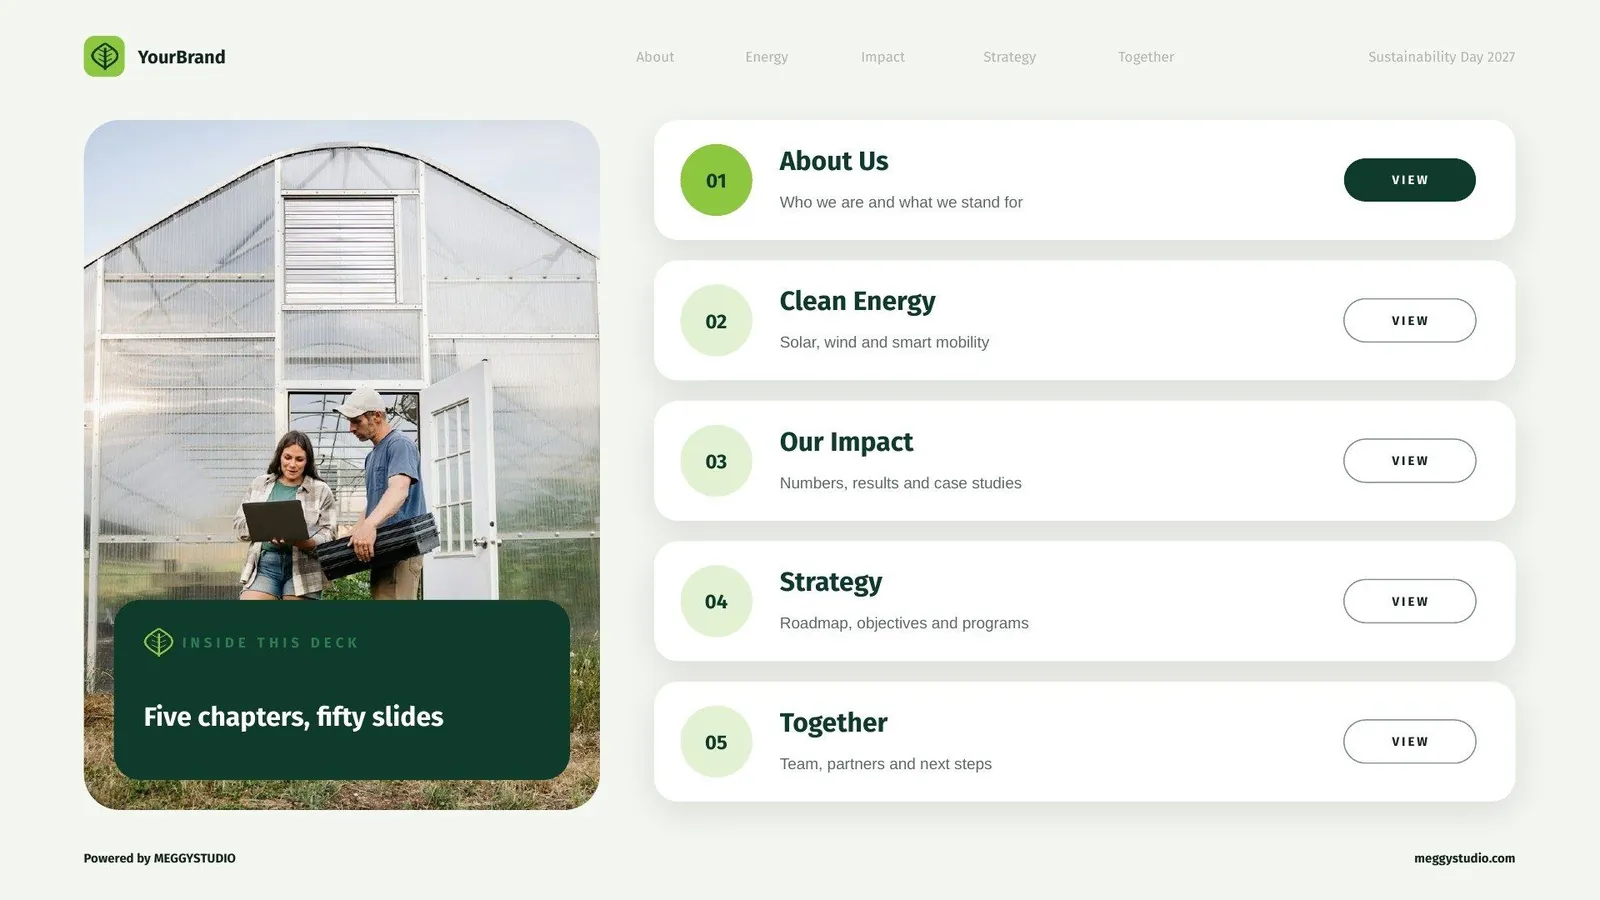 YourBrand
About
Energy
Impact
Strategy
Together
Sustainability Day 2027
INSIDE THIS DECK
Five chapters, fifty slides
01
About Us
Who we are and what we stand for
VIEW
02
Clean Energy
Solar, wind and smart mobility
VIEW
03
Our Impact
Numbers, results and case studies
VIEW
04
Strategy
Roadmap, objectives and programs
VIEW
05
Together
Team, partners and next steps
VIEW
Powered by MEGGYSTUDIO
meggystudio.com